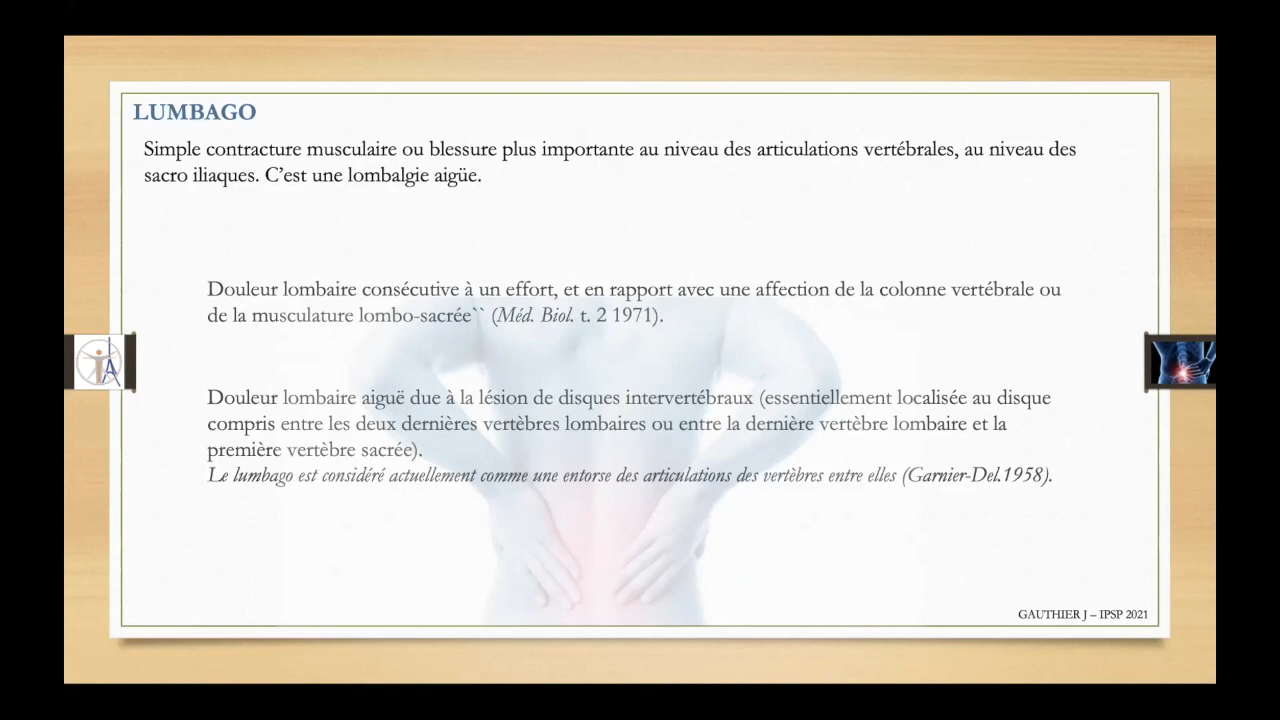 LUMBAGO
Simple contracture musculaire ou blessure plus importante au niveau des articulations vertébrales, au niveau des
sacro iliaques. C’est une lombalgie aigüe.
Douleur lombaire consécutive à un effort, et en rapport avec une affection de la colonne vertébrale ou
de la musculature lombo-sacrée`` (Méd. Biol. t. 2 1971).
Douleur lombaire aiguë due à la lésion de disques intervertébraux (essentiellement localisée au disque
compris entre les deux dernières vertèbres lombaires ou entre la dernière vertèbre lombaire et la
première vertèbre sacrée).
Le lumbago est considéré actuellement comme une entorse des articulations des vertèbres entre elles (Garnier-Del.1958).
GAUTHIER J – IPSP 2021